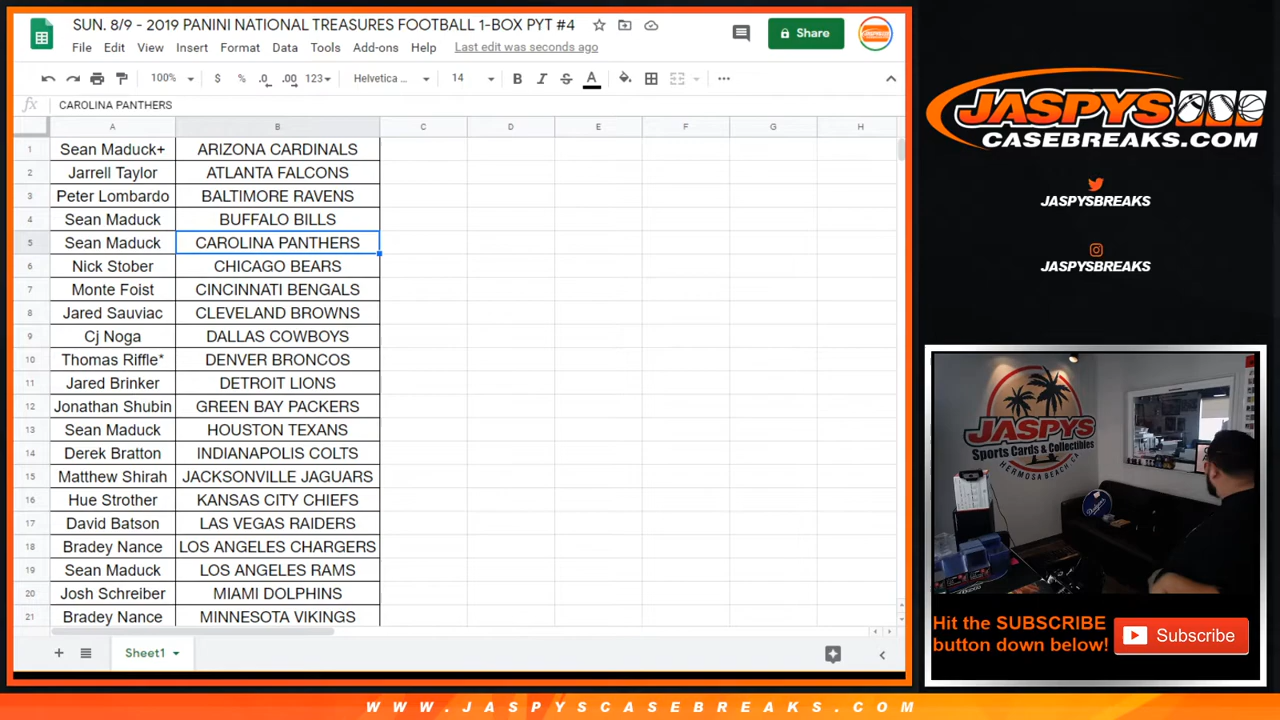 SUN. 8/9 - 2019 PANINI NATIONAL TREASURES FOOTBALL 1-BOX PYT #4
File Edit View Insert Format Data Tools Add-ons Help Last edit was seconds ago
Share
100% $ % .0 .00 123 Helvetica ... 14 B I S A
fx CAROLINA PANTHERS
A B C D E F G H
1 Sean Maduck+ ARIZONA CARDINALS
2 Jarrell Taylor ATLANTA FALCONS
3 Peter Lombardo BALTIMORE RAVENS
4 Sean Maduck BUFFALO BILLS
5 Sean Maduck CAROLINA PANTHERS
6 Nick Stober CHICAGO BEARS
7 Monte Foist CINCINNATI BENGALS
8 Jared Sauviac CLEVELAND BROWNS
9 Cj Noga DALLAS COWBOYS
10 Thomas Riffle* DENVER BRONCOS
11 Jared Brinker DETROIT LIONS
12 Jonathan Shubin GREEN BAY PACKERS
13 Sean Maduck HOUSTON TEXANS
14 Derek Bratton INDIANAPOLIS COLTS
15 Matthew Shirah JACKSONVILLE JAGUARS
16 Hue Strother KANSAS CITY CHIEFS
17 David Batson LAS VEGAS RAIDERS
18 Bradey Nance LOS ANGELES CHARGERS
19 Sean Maduck LOS ANGELES RAMS
20 Josh Schreiber MIAMI DOLPHINS
21 Bradey Nance MINNESOTA VIKINGS
Sheet1
JASPYS
CASEBREAKS.COM
JASPYSBREAKS
JASPYSBREAKS
JASPYS
Sports Cards & Collectibles
HERMOSA BEACH CA
Dodgers
Hit the SUBSCRIBE
button down below!
Subscribe
WWW.JASPYSCASEBREAKS.COM